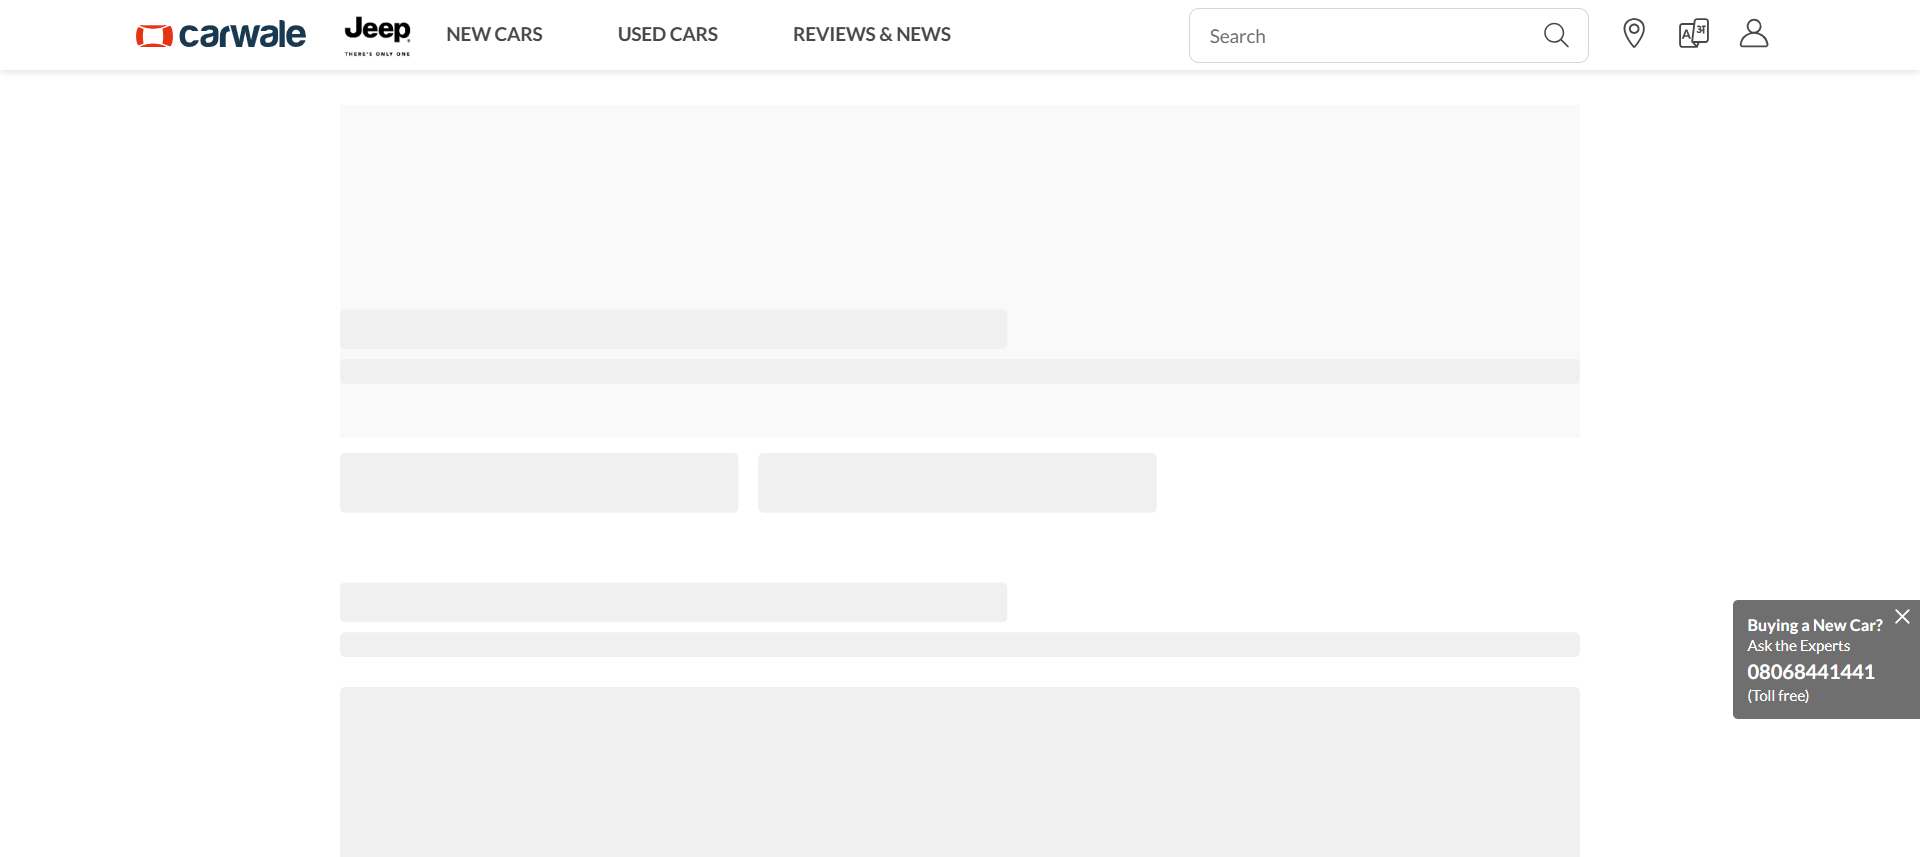 carwale
Jeep
THERE'S ONLY ONE
NEW CARS
USED CARS
REVIEWS & NEWS
Search
A
अ
Buying a New Car?
Ask the Experts
08068441441
(Toll free)